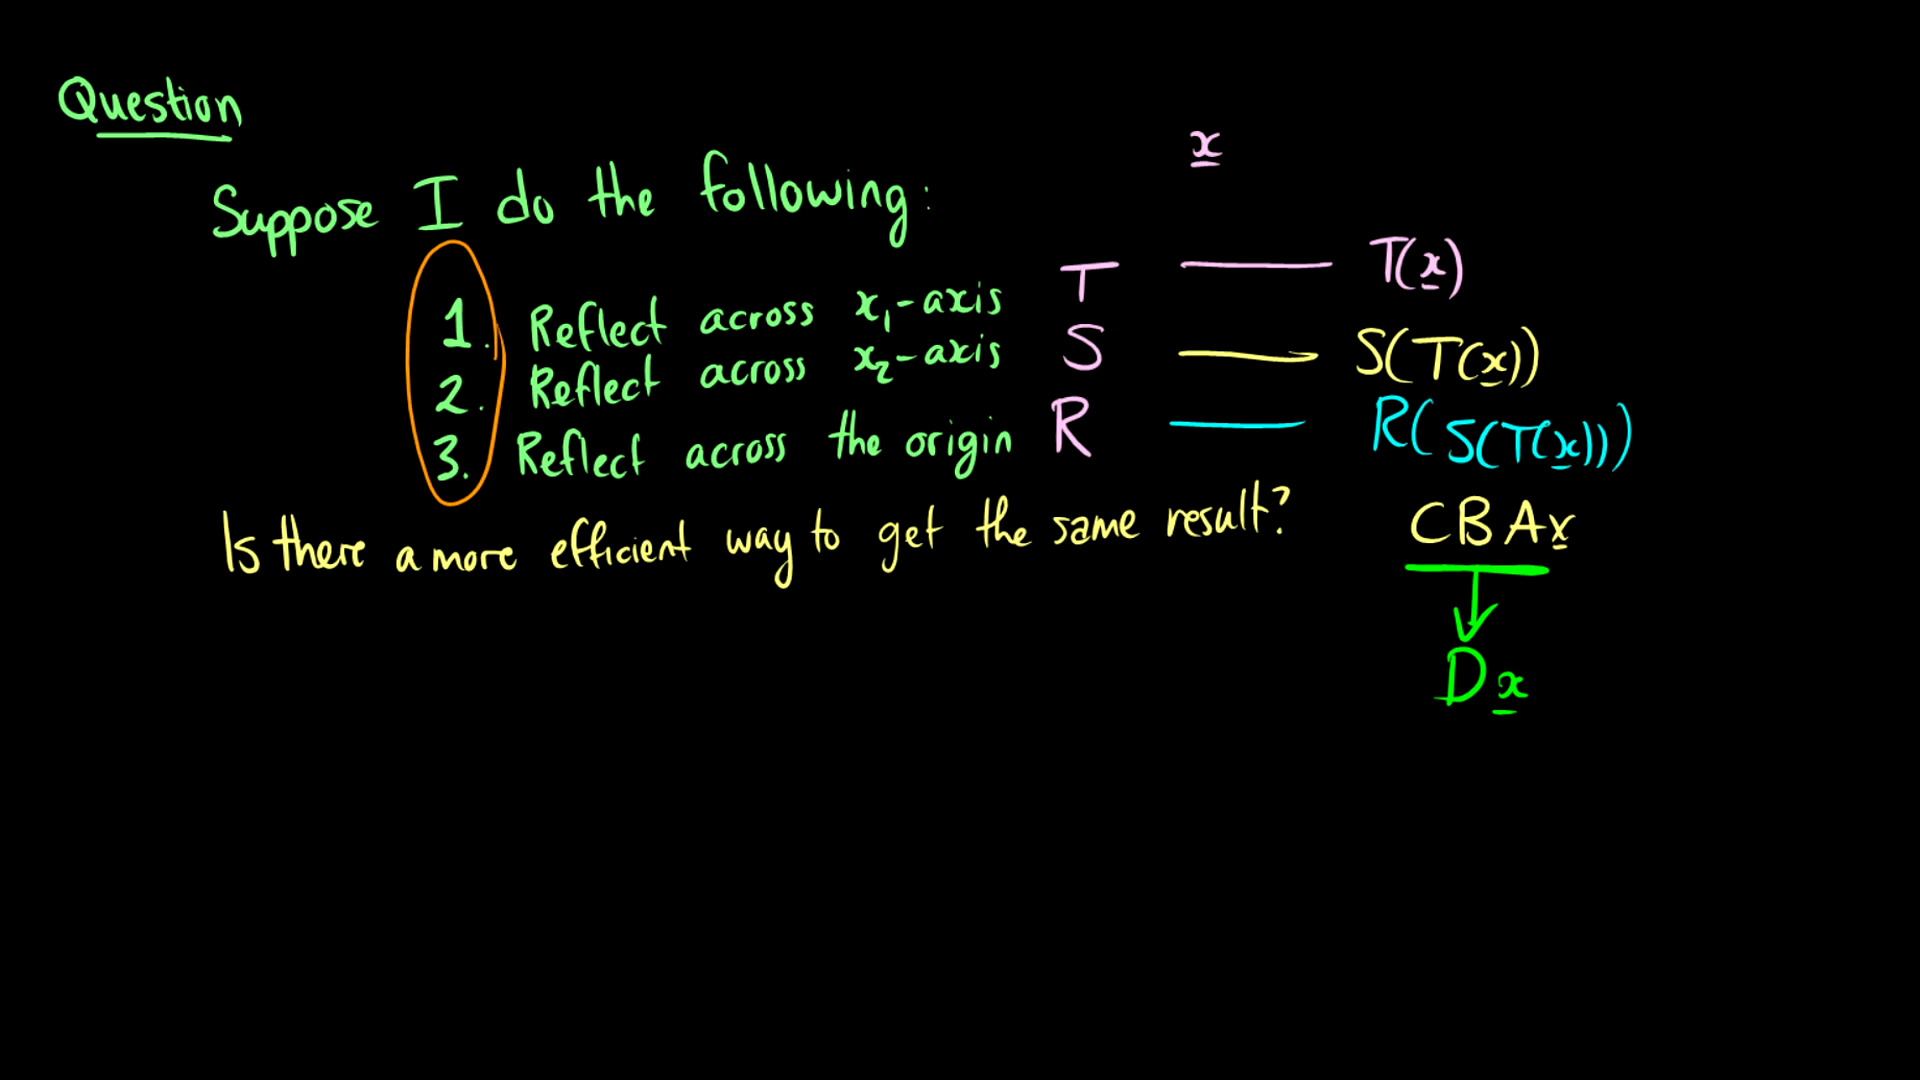 Question
x
Suppose I do the following:
1. Reflect across x₁-axis T T(x)
2. Reflect across x₂-axis S S(T(x))
3. Reflect across the origin R R(S(T(x)))
Is there a more efficient way to get the same result? CBAx
Dx